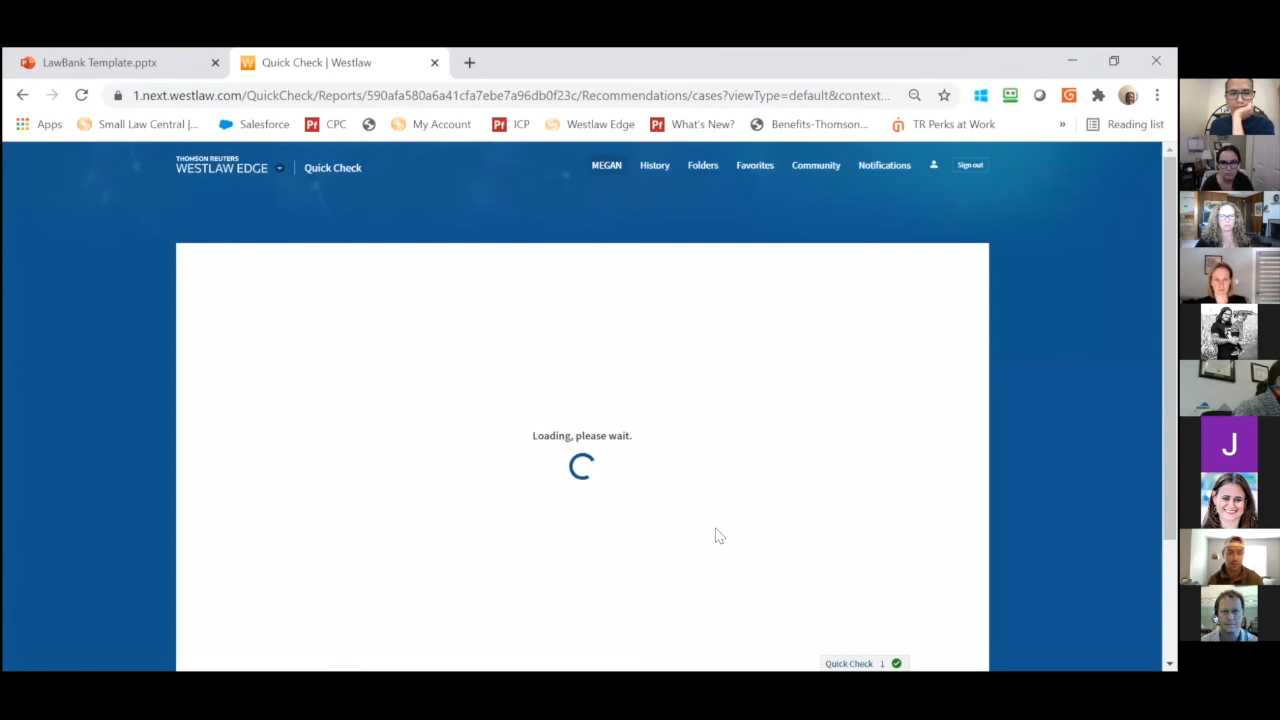 LawBank Template.pptx
Quick Check | Westlaw
1.next.westlaw.com/QuickCheck/Reports/590afa580a6a41cfa7ebe7a96db0f23c/Recommendations/cases?viewType=default&context...
Apps
Small Law Central |...
Salesforce
Pf CPC
My Account
Pf ICP
Westlaw Edge
Pf What's New?
Benefits-Thomson...
TR Perks at Work
»
Reading list
THOMSON REUTERS
WESTLAW EDGE
Quick Check
MEGAN
History
Folders
Favorites
Community
Notifications
Sign out
Loading, please wait.
J
Quick Check 1